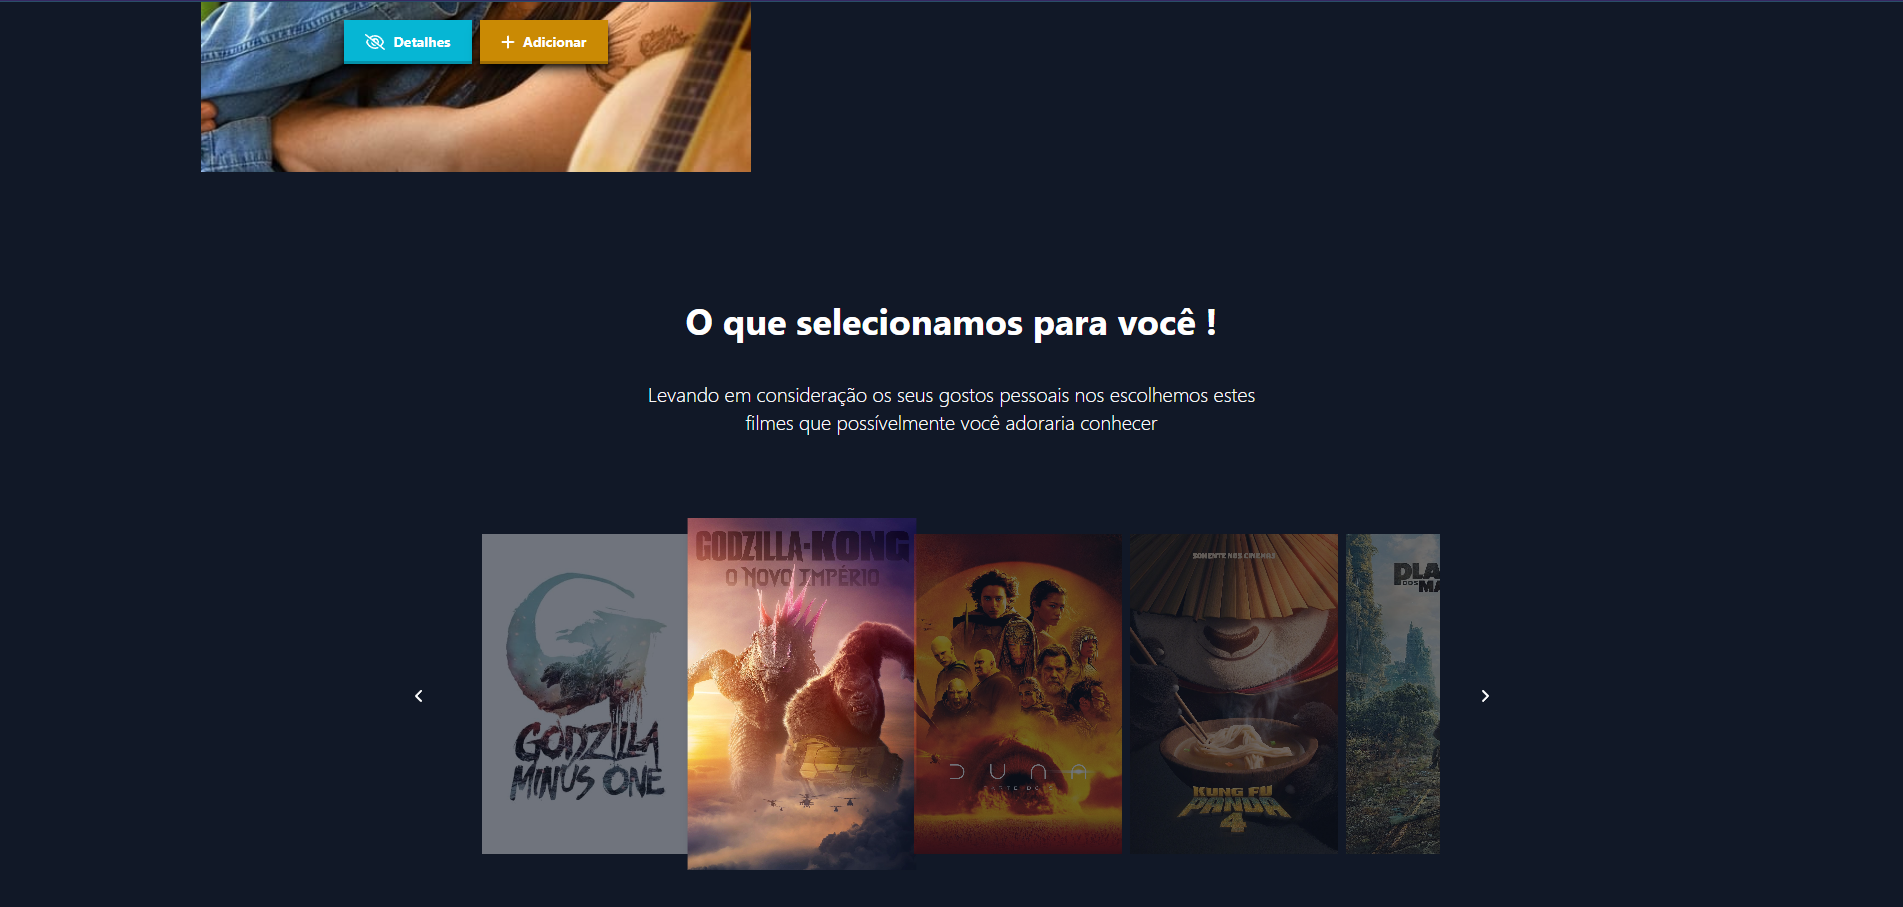 Detalhes
Adicionar
O que selecionamos para você !
Levando em consideração os seus gostos pessoais nos escolhemos estes
filmes que possívelmente você adoraria conhecer
GODZILLA
MINUS ONE
GODZILLA-KONG
O NOVO IMPÉRIO
DUNA
PARTE DOIS
SOMENTE NOS CINEMAS
KUNG FU
PANDA
4
PLA
DOS
MA